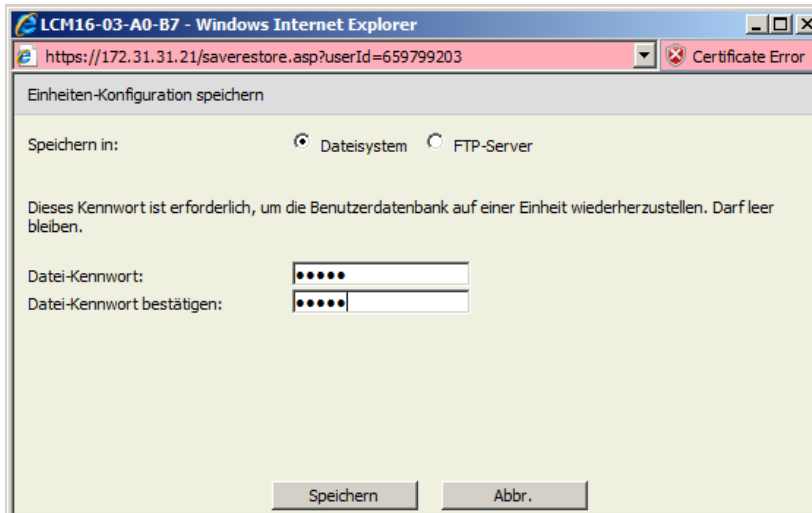 LCM16-03-A0-B7 - Windows Internet Explorer
https://172.31.31.21/saverestore.asp?userId=659799203 Certificate Error
Einheiten-Konfiguration speichern
Speichern in: Dateisystem FTP-Server
Dieses Kennwort ist erforderlich, um die Benutzerdatenbank auf einer Einheit wiederherzustellen. Darf leer
bleiben.
Datei-Kennwort: •••••
Datei-Kennwort bestätigen: •••••
Speichern Abbr.